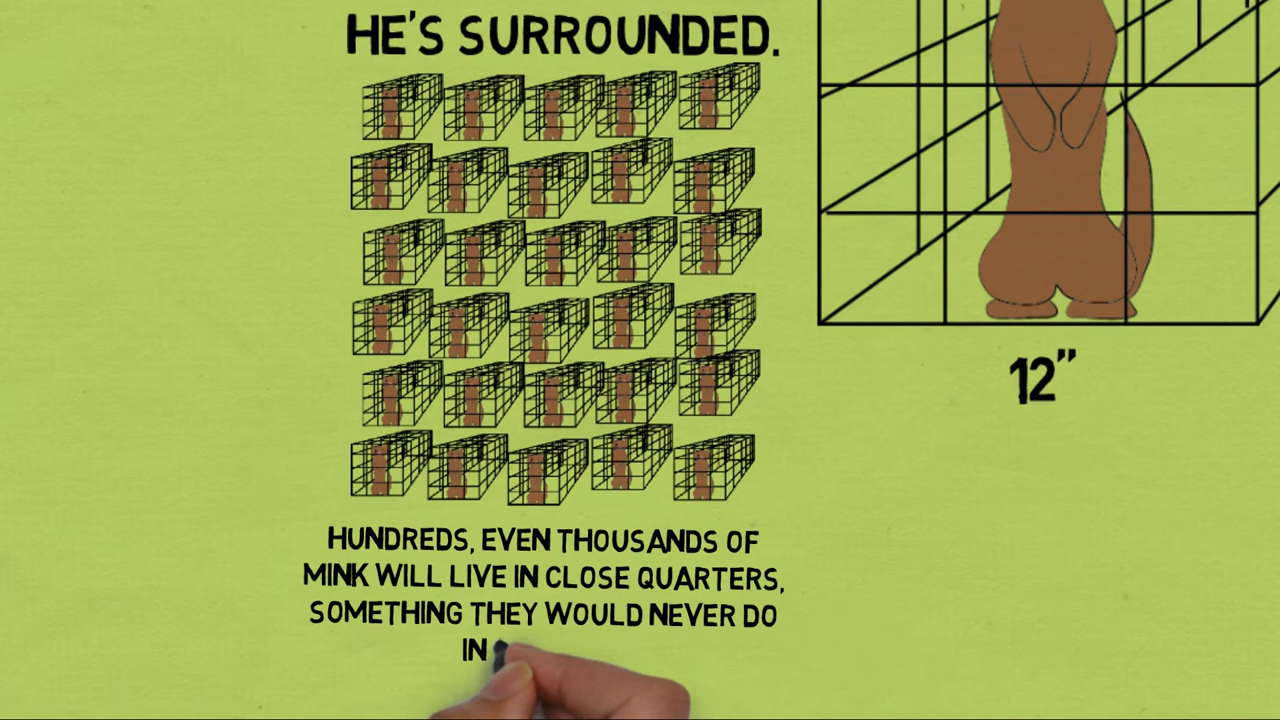 HE'S SURROUNDED.
12"
HUNDREDS, EVEN THOUSANDS OF
MINK WILL LIVE IN CLOSE QUARTERS,
SOMETHING THEY WOULD NEVER DO
IN